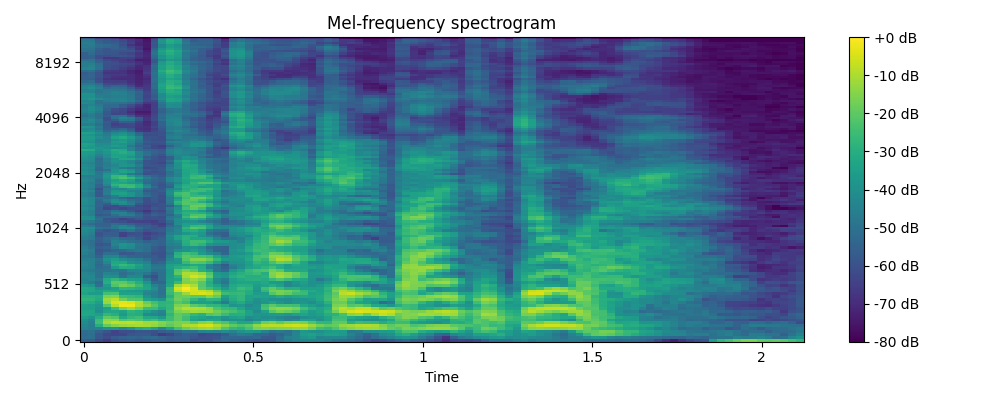 Mel-frequency spectrogram
Hz
8192
4096
2048
1024
512
0
0
0.5
1
1.5
2
Time
+0 dB
-10 dB
-20 dB
-30 dB
-40 dB
-50 dB
-60 dB
-70 dB
-80 dB